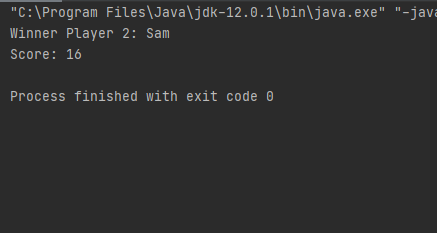 "C:\Program Files\Java\jdk-12.0.1\bin\java.exe" "-java
Winner Player 2: Sam
Score: 16
Process finished with exit code 0